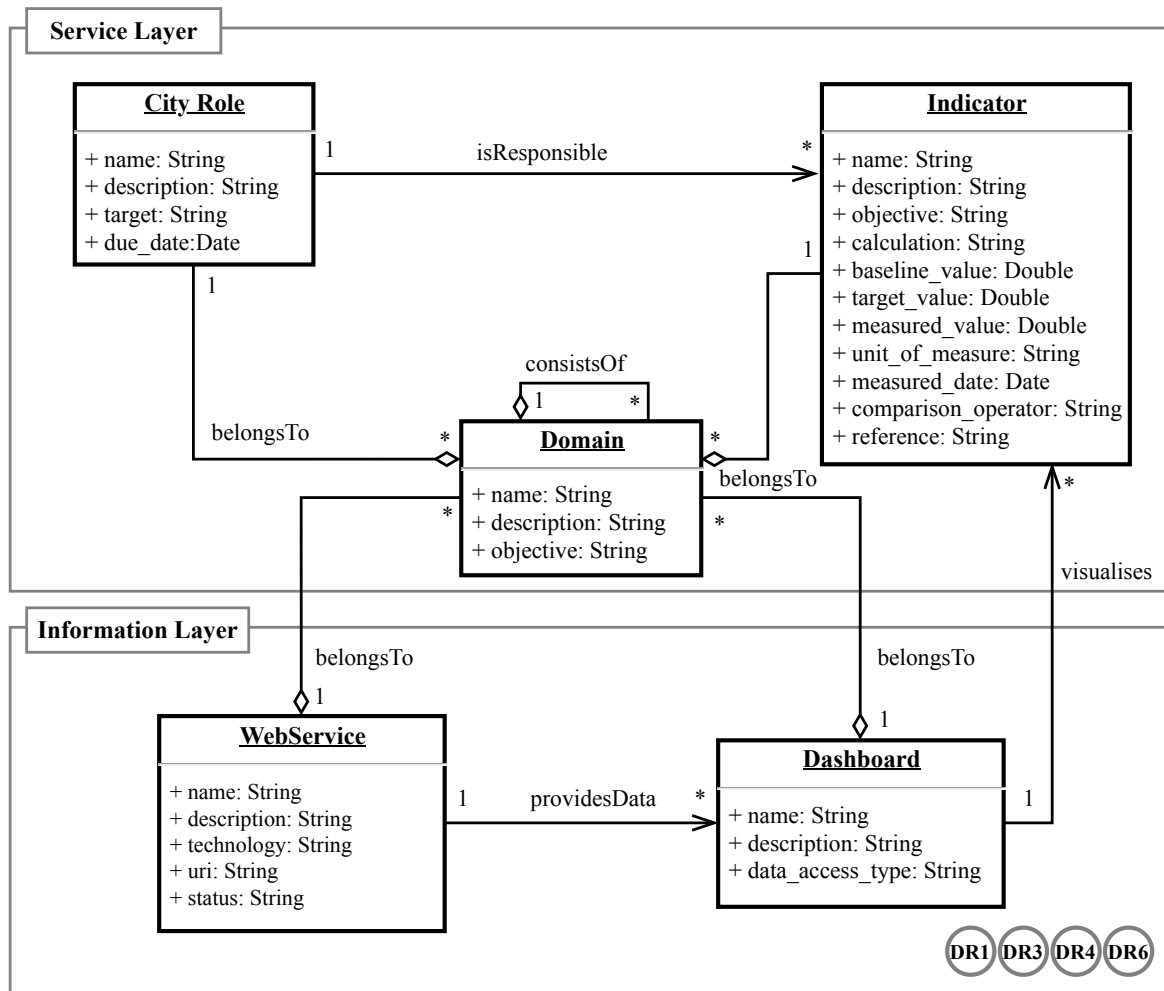 Service Layer
City Role
+ name: String
+ description: String
+ target: String
+ due_date:Date
1
isResponsible
*
Indicator
+ name: String
+ description: String
+ objective: String
+ calculation: String
+ baseline_value: Double
+ target_value: Double
+ measured_value: Double
+ unit_of_measure: String
+ measured_date: Date
+ comparison_operator: String
+ reference: String
1
1
consistsOf
1
*
belongsTo
*
Domain
+ name: String
+ description: String
+ objective: String
*
belongsTo
*
*
*
visualises
Information Layer
belongsTo
1
belongsTo
1
WebService
+ name: String
+ description: String
+ technology: String
+ uri: String
+ status: String
1
providesData
*
Dashboard
+ name: String
+ description: String
+ data_access_type: String
1
DR1 DR3 DR4 DR6